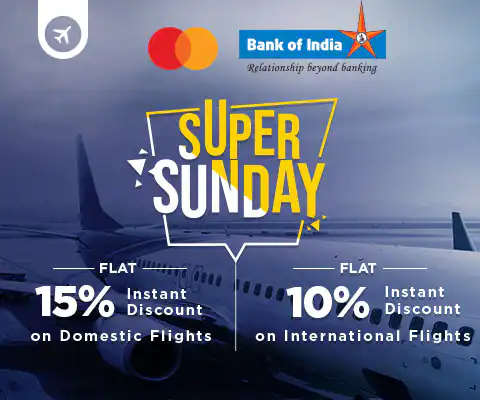 Bank of India
Relationship beyond banking
SUPER
SUNDAY
FLAT
15% Instant Discount
on Domestic Flights
FLAT
10% Instant Discount
on International Flights